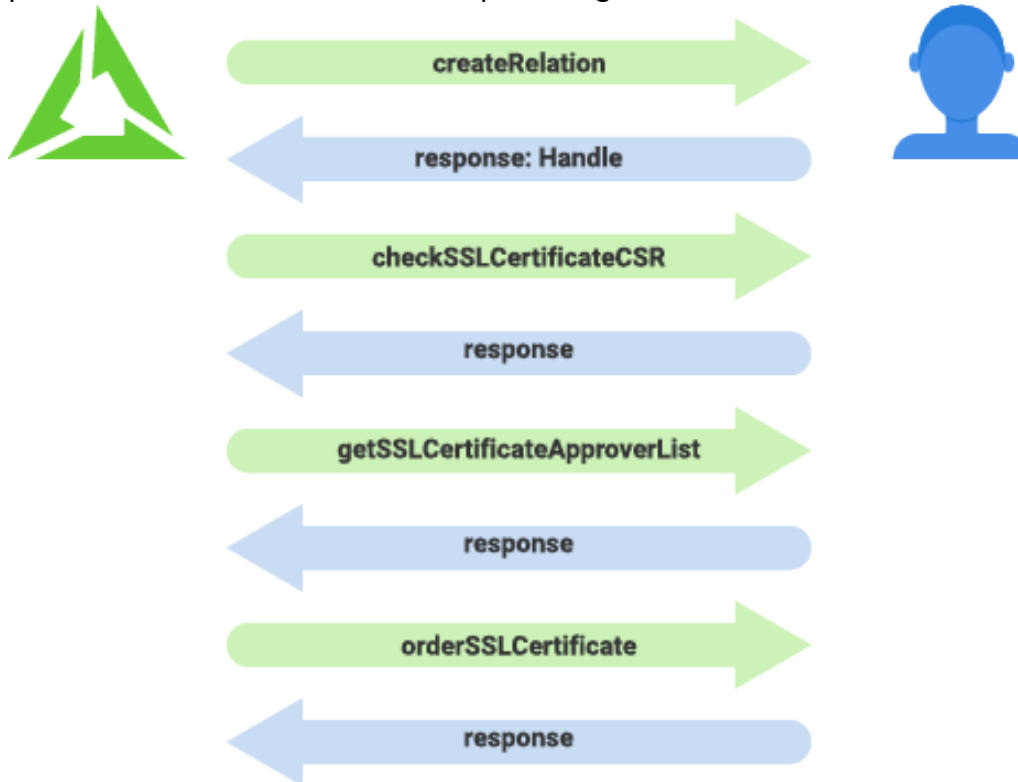 createRelation
response: Handle
checkSSLCertificateCSR
response
getSSLCertificateApproverList
response
orderSSLCertificate
response